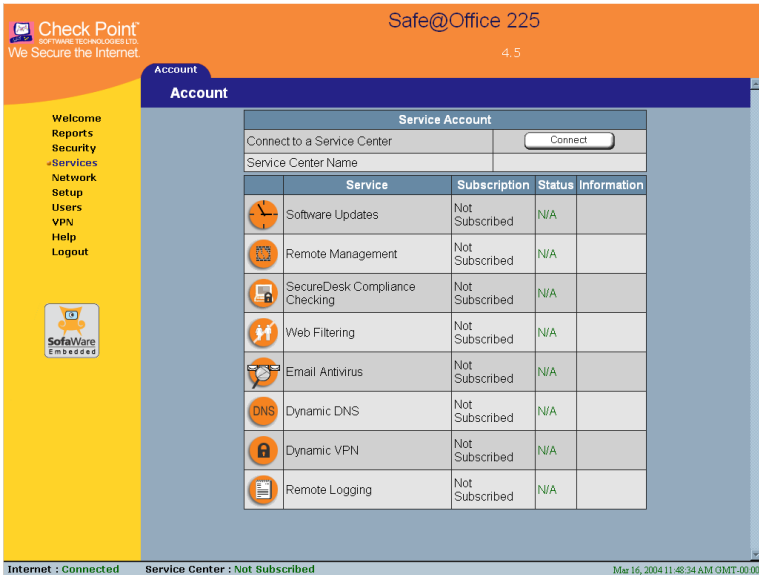 Check Point™
SOFTWARE TECHNOLOGIES LTD.
We Secure the Internet.
Safe@Office 225
4.5
Account
Account
Welcome
Reports
Security
Services
Network
Setup
Users
VPN
Help
Logout
SofaWare
Embedded
Service Account
Connect to a Service Center Connect
Service Center Name
Service Subscription Status Information
Software Updates Not Subscribed N/A
Remote Management Not Subscribed N/A
SecureDesk Compliance Checking Not Subscribed N/A
Web Filtering Not Subscribed N/A
Email Antivirus Not Subscribed N/A
DNS Dynamic DNS Not Subscribed N/A
Dynamic VPN Not Subscribed N/A
Remote Logging Not Subscribed N/A
Internet : Connected Service Center : Not Subscribed Mar 16, 2004 11:48:34 AM GMT-00:00